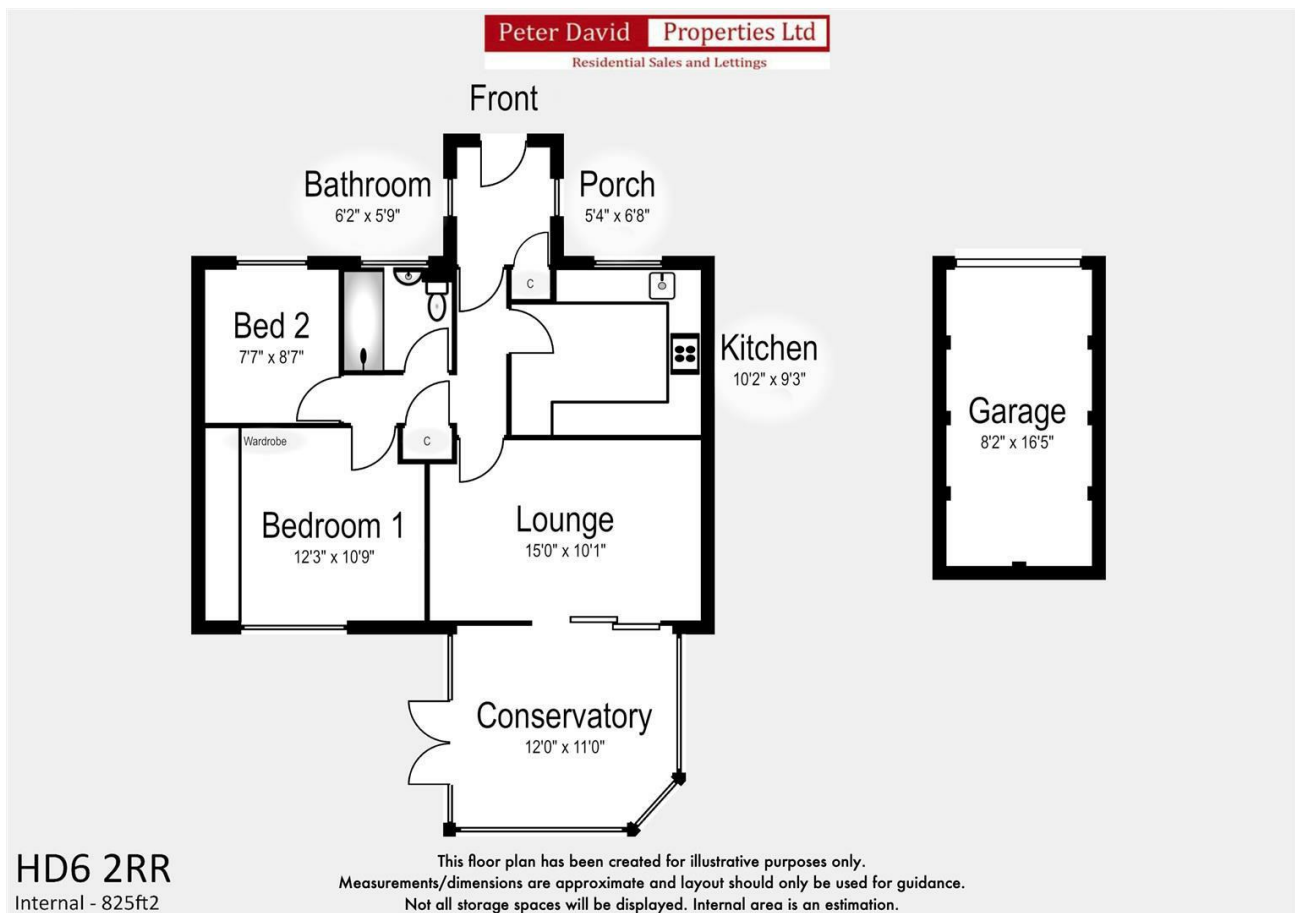 Peter David Properties Ltd
Residential Sales and Lettings
Front
Bathroom
6'2" x 5'9"
Porch
5'4" x 6'8"
C
Bed 2
7'7" x 8'7"
Kitchen
10'2" x 9'3"
Garage
8'2" x 16'5"
Wardrobe
C
Bedroom 1
12'3" x 10'9"
Lounge
15'0" x 10'1"
Conservatory
12'0" x 11'0"
HD6 2RR
Internal - 825ft2
This floor plan has been created for illustrative purposes only.
Measurements/dimensions are approximate and layout should only be used for guidance.
Not all storage spaces will be displayed. Internal area is an estimation.